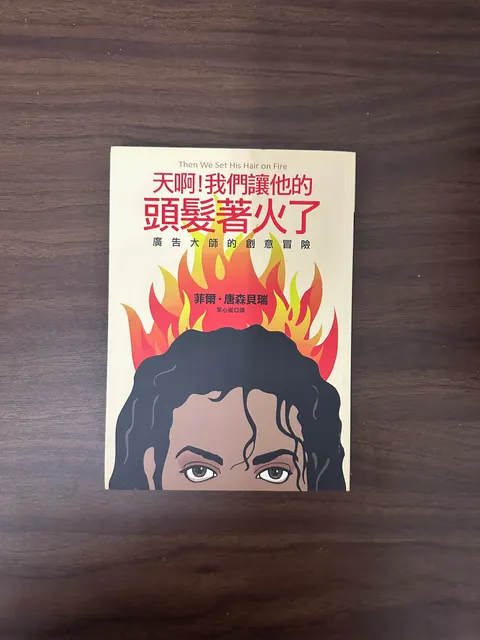 Then We Set His Hair on Fire
天啊!我們讓他的
頭髮著火了
廣告大師的創意冒險
菲爾・唐森貝瑞